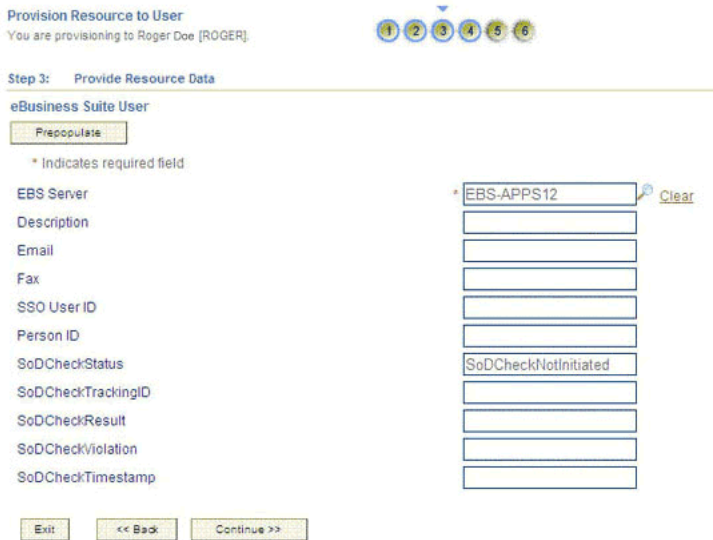 Provision Resource to User
You are provisioning to Roger Doe [ROGER].
1 2 3 4 5 6
Step 3: Provide Resource Data
eBusiness Suite User
Prepopulate
* Indicates required field
EBS Server * EBS-APPS12 Clear
Description
Email
Fax
SSO User ID
Person ID
SoDCheckStatus SoDCheckNotInitiated
SoDCheckTrackingID
SoDCheckResult
SoDCheckViolation
SoDCheckTimestamp
Exit << Back Continue >>